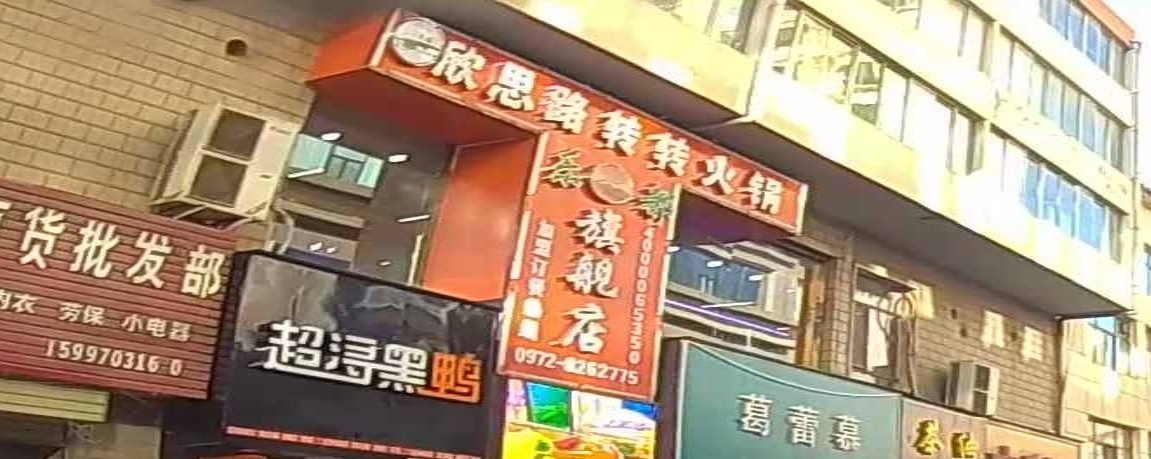 欣思路转转火锅
旗舰店
4000065350
加盟订餐热线
0972-8262775
货批发部
内衣 劳保 小电器
159970316 0
超浔黑鸭
葛蕾慕